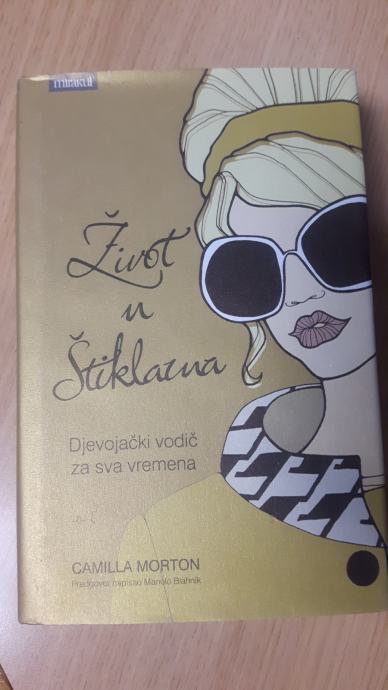 mirakul
Život
u
Štiklama
Djevojački vodič
za sva vremena
CAMILLA MORTON
Predgovor napisao Manolo Blahnik